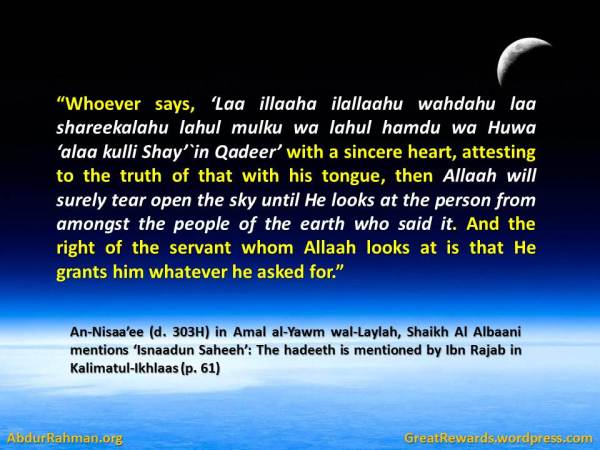 “Whoever says, ‘Laa illaaha ilallaahu wahdahu laa
shareekalahu lahul mulku wa lahul hamdu wa Huwa
‘alaa kulli Shay’`in Qadeer’ with a sincere heart, attesting
to the truth of that with his tongue, then Allaah will
surely tear open the sky until He looks at the person from
amongst the people of the earth who said it. And the
right of the servant whom Allaah looks at is that He
grants him whatever he asked for.”
An-Nisaa’ee (d. 303H) in Amal al-Yawm wal-Laylah, Shaikh Al Albaani
mentions ‘Isnaadun Saheeh’: The hadeeth is mentioned by Ibn Rajab in
Kalimatul-Ikhlaas (p. 61)
AbdurRahman.org
GreatRewards.wordpress.com